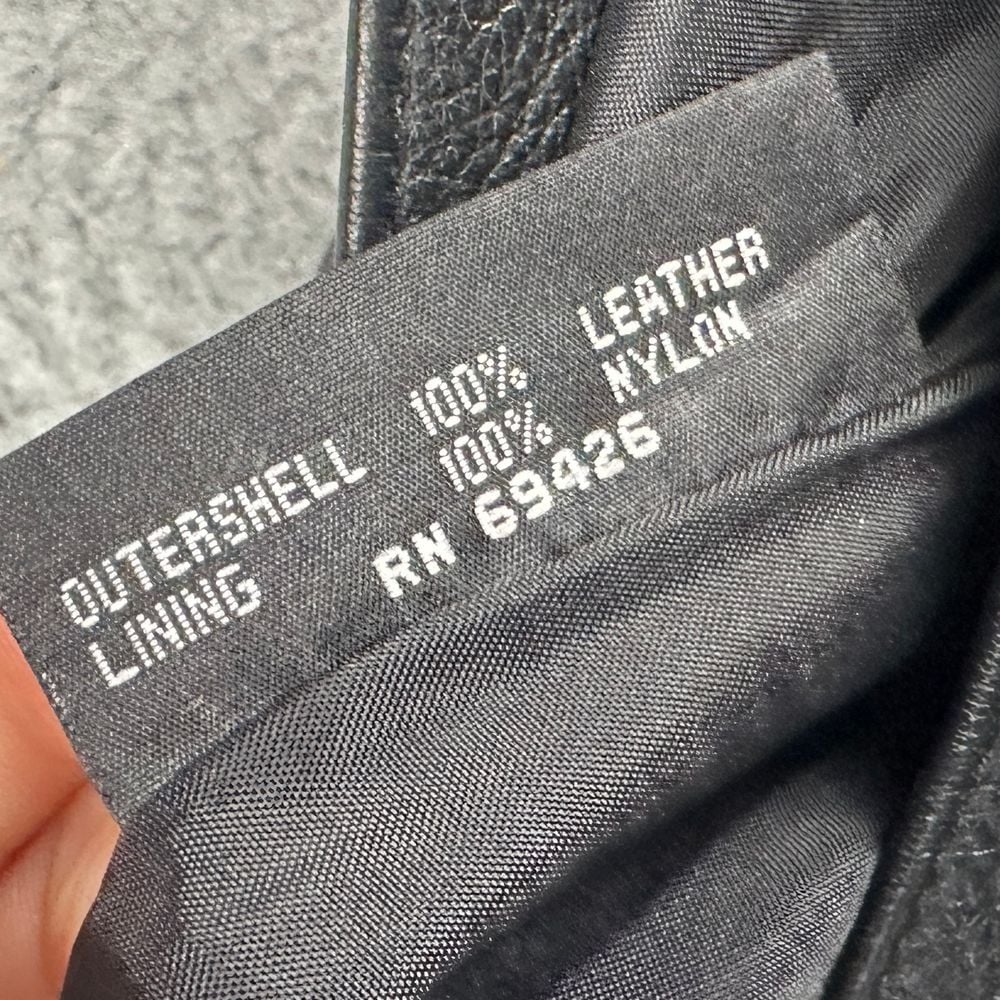 OUTERSHELL 100% LEATHER
LINING 100% NYLON
RN 69426